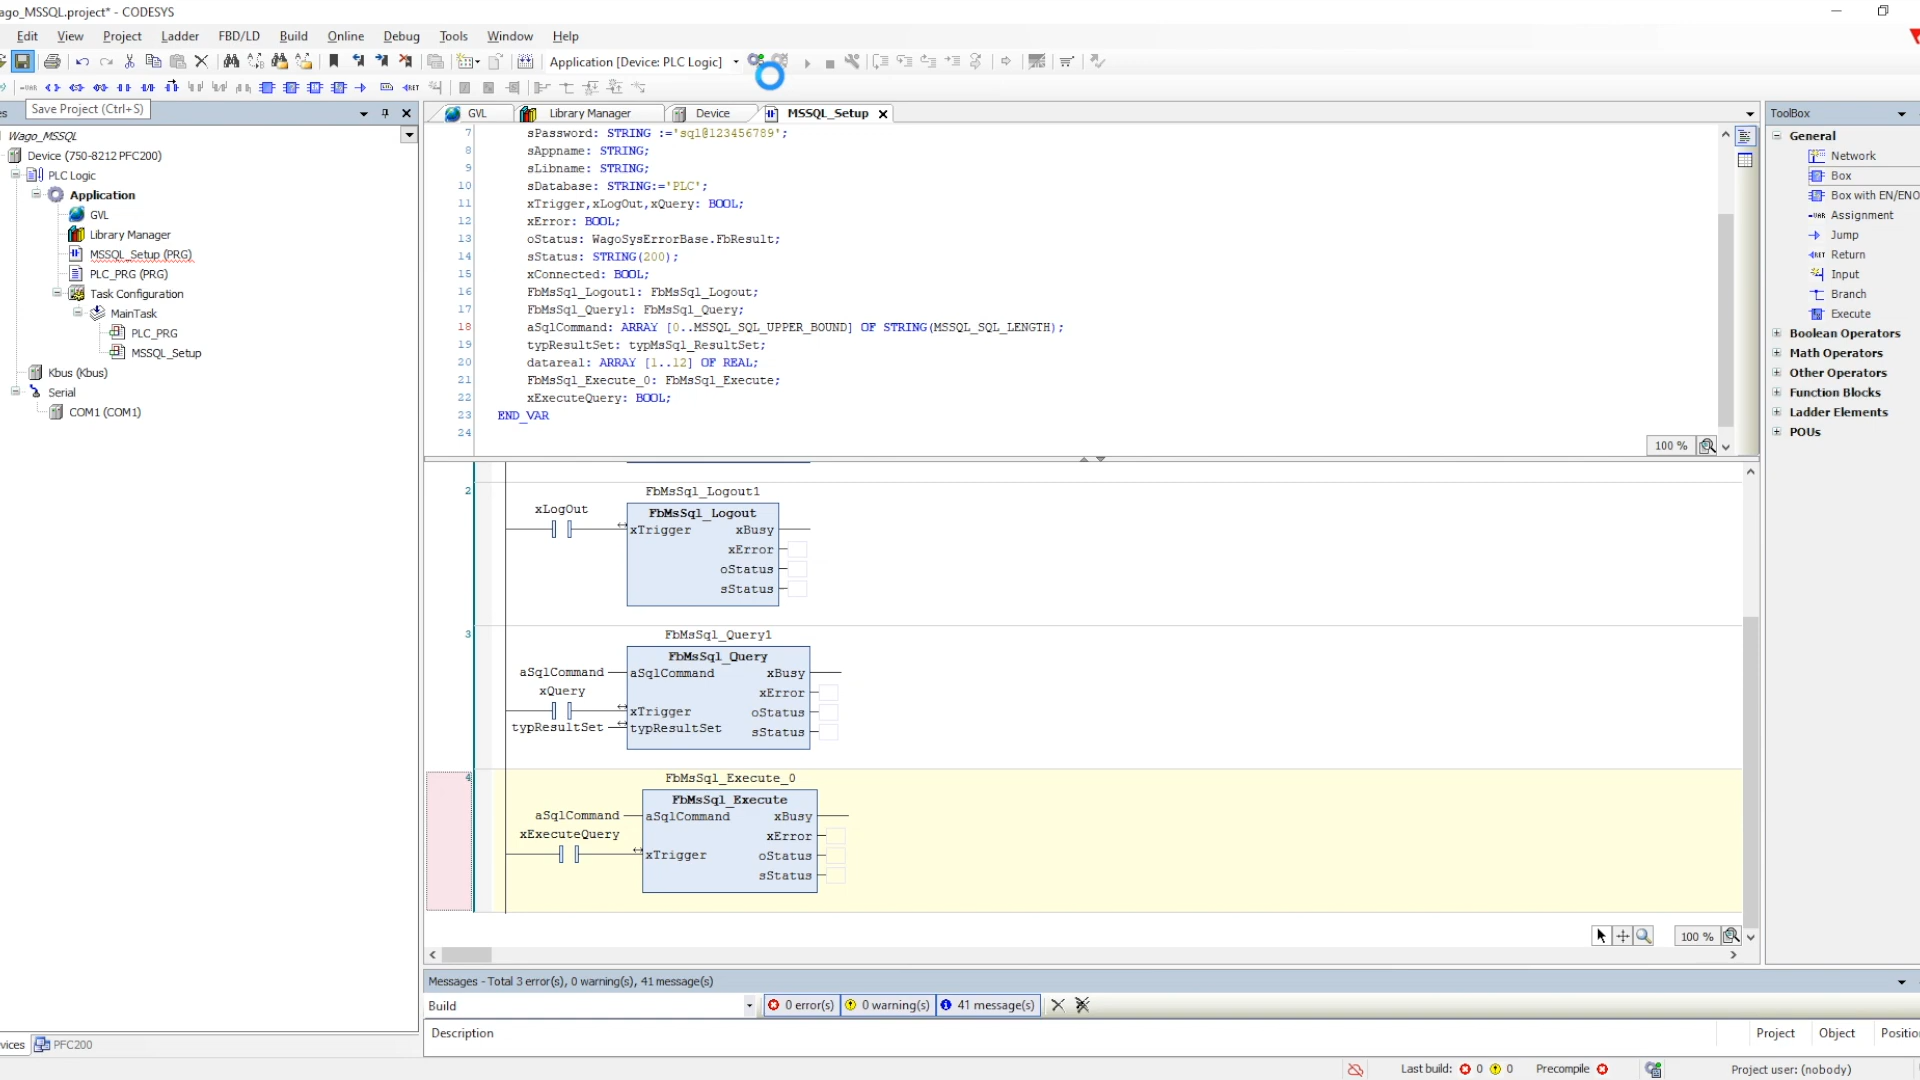 ago_MSSQL.project* - CODESYS
Edit View Project Ladder FBD/LD Build Online Debug Tools Window Help
Application [Device: PLC Logic]
Save Project (Ctrl+S)
Wago_MSSQL
Device (750-8212 PFC200)
PLC Logic
Application
GVL
Library Manager
MSSQL_Setup (PRG)
PLC_PRG (PRG)
Task Configuration
MainTask
PLC_PRG
MSSQL_Setup
Kbus (Kbus)
Serial
COM1 (COM1)
vices PFC200
GVL Library Manager Device MSSQL_Setup
7 sPassword: STRING :='sql@123456789';
8 sAppname: STRING;
9 sLibname: STRING;
10 sDatabase: STRING:='PLC';
11 xTrigger,xLogOut,xQuery: BOOL;
12 xError: BOOL;
13 oStatus: WagoSysErrorBase.FbResult;
14 sStatus: STRING(200);
15 xConnected: BOOL;
16 FbMsSql_Logout1: FbMsSql_Logout;
17 FbMsSql_Query1: FbMsSql_Query;
18 aSqlCommand: ARRAY [0..MSSQL_SQL_UPPER_BOUND] OF STRING(MSSQL_SQL_LENGTH);
19 typResultSet: typMsSql_ResultSet;
20 datareal: ARRAY [1..12] OF REAL;
21 FbMsSql_Execute_0: FbMsSql_Execute;
22 xExecuteQuery: BOOL;
23 END_VAR
24
100 %
2 FbMsSql_Logout1
xLogOut FbMsSql_Logout
xTrigger xBusy
xError
oStatus
sStatus
3 FbMsSql_Query1
FbMsSql_Query
aSqlCommand aSqlCommand xBusy
xQuery xError
xTrigger oStatus
typResultSet typResultSet sStatus
4 FbMsSql_Execute_0
FbMsSql_Execute
aSqlCommand aSqlCommand xBusy
xExecuteQuery xError
xTrigger oStatus
sStatus
100 %
ToolBox
General
Network
Box
Box with EN/ENO
Assignment
Jump
Return
Input
Branch
Execute
Boolean Operators
Math Operators
Other Operators
Function Blocks
Ladder Elements
POUs
Messages - Total 3 error(s), 0 warning(s), 41 message(s)
Build 0 error(s) 0 warning(s) 41 message(s)
Description Project Object Positio
Last build: 0 0 Precompile Project user: (nobody)